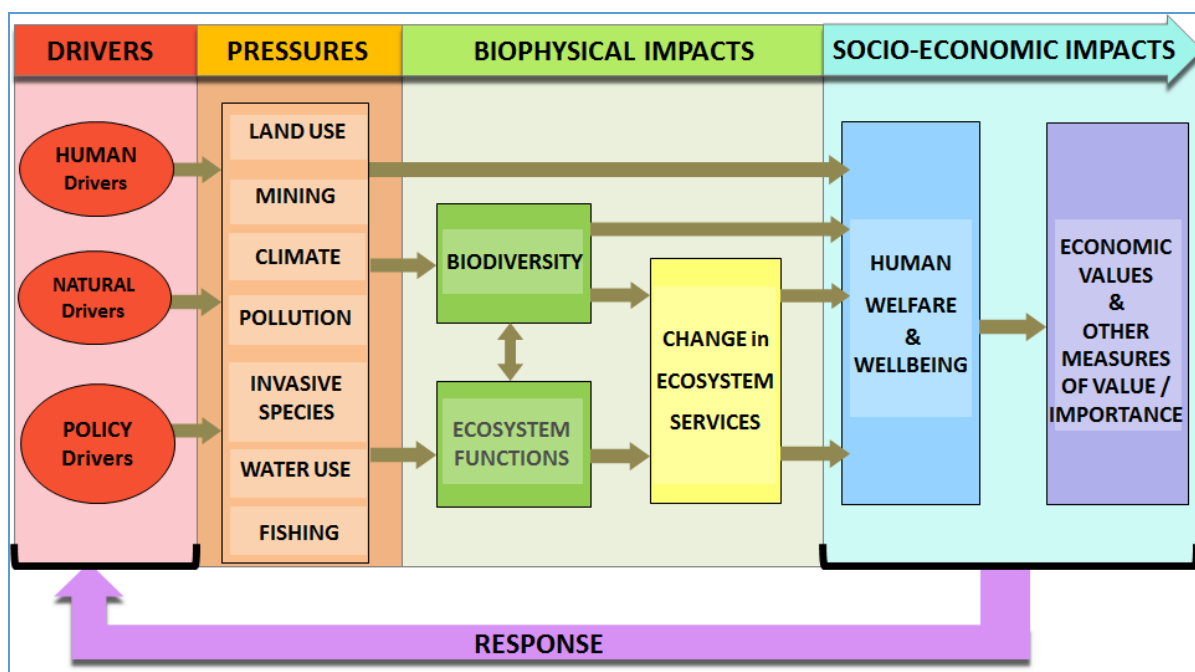 DRIVERS
PRESSURES
BIOPHYSICAL IMPACTS
SOCIO-ECONOMIC IMPACTS
HUMAN
Drivers
NATURAL
Drivers
POLICY
Drivers
LAND USE
MINING
CLIMATE
POLLUTION
INVASIVE
SPECIES
WATER USE
FISHING
BIODIVERSITY
ECOSYSTEM
FUNCTIONS
CHANGE in
ECOSYSTEM
SERVICES
HUMAN
WELFARE
&
WELLBEING
ECONOMIC
VALUES
&
OTHER
MEASURES
OF VALUE /
IMPORTANCE
RESPONSE